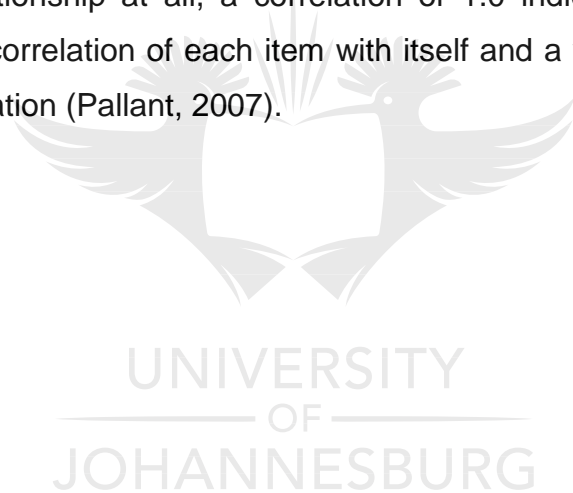 relationship at all, a correlation of 1.0 indic
correlation of each item with itself and a
ation (Pallant, 2007).
UNIVERSITY
OF
JOHANNESBURG